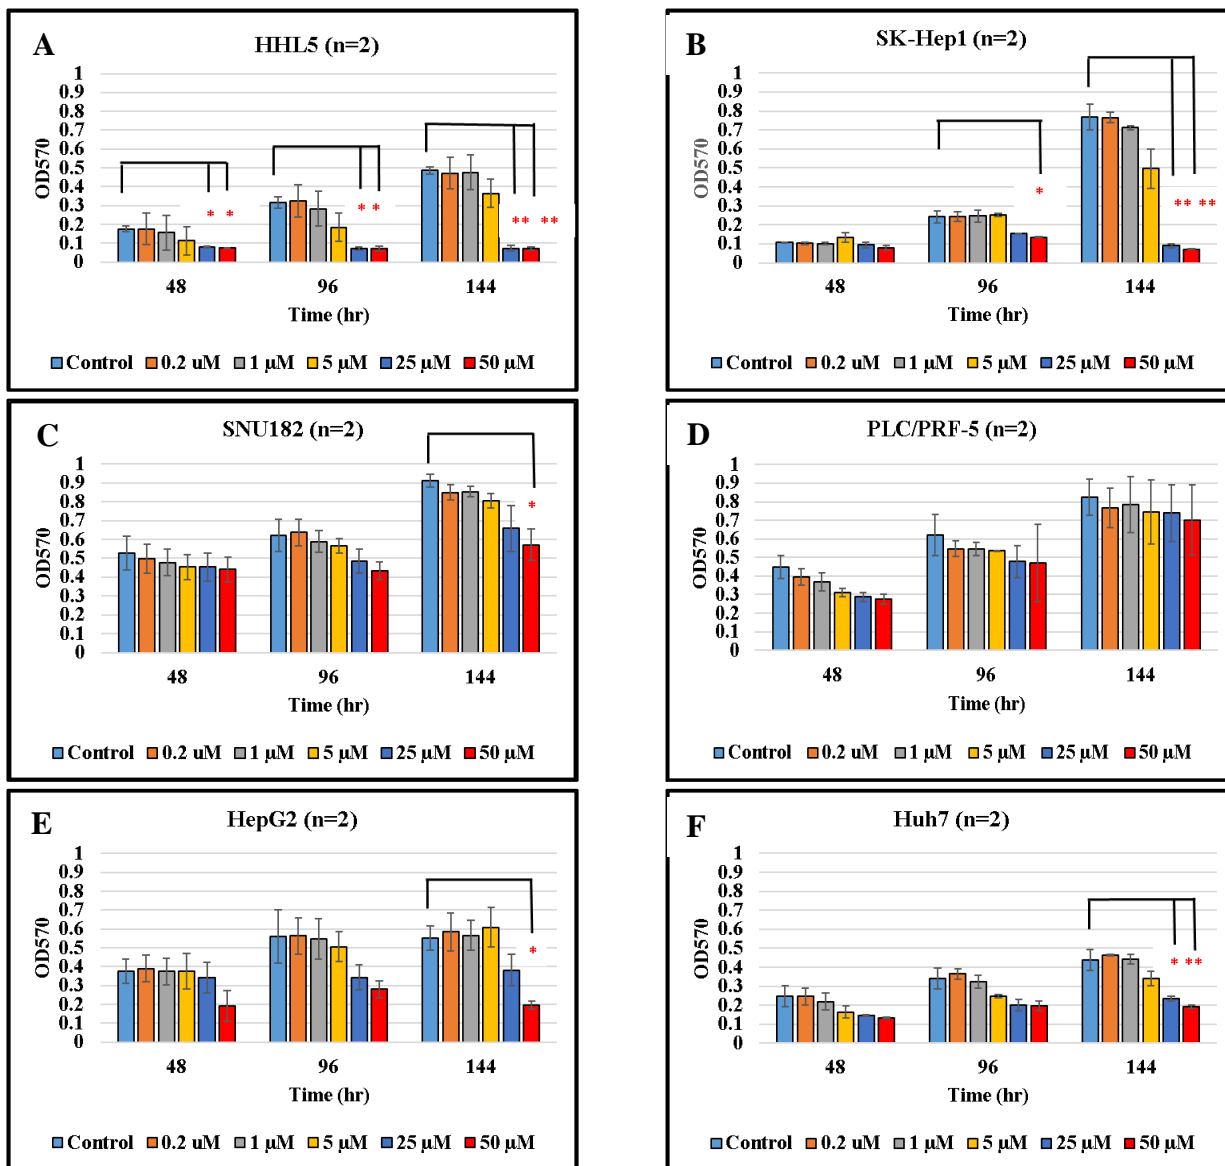 A
HHL5 (n=2)
1
0.9
0.8
0.7
0.6
0.5
0.4
0.3
0.2
0.1
0
OD570
* *
* *
** **
48 96 144
Time (hr)
Control 0.2 uM 1 μM 5 μM 25 μM 50 μM
B
SK-Hep1 (n=2)
1
0.9
0.8
0.7
0.6
0.5
0.4
0.3
0.2
0.1
0
OD570
*
** **
48 96 144
Time (hr)
Control 0.2 uM 1 μM 5 μM 25 μM 50 μM
C
SNU182 (n=2)
1
0.9
0.8
0.7
0.6
0.5
0.4
0.3
0.2
0.1
0
OD570
*
48 96 144
Time (hr)
Control 0.2 uM 1 μM 5 μM 25 μM 50 μM
D
PLC/PRF-5 (n=2)
1
0.9
0.8
0.7
0.6
0.5
0.4
0.3
0.2
0.1
0
OD570
48 96 144
Time (hr)
Control 0.2 uM 1 μM 5 μM 25 μM 50 μM
E
HepG2 (n=2)
1
0.9
0.8
0.7
0.6
0.5
0.4
0.3
0.2
0.1
0
OD570
*
48 96 144
Time (hr)
Control 0.2 uM 1 μM 5 μM 25 μM 50 μM
F
Huh7 (n=2)
1
0.9
0.8
0.7
0.6
0.5
0.4
0.3
0.2
0.1
0
OD570
* **
48 96 144
Time (hr)
Control 0.2 uM 1 μM 5 μM 25 μM 50 μM